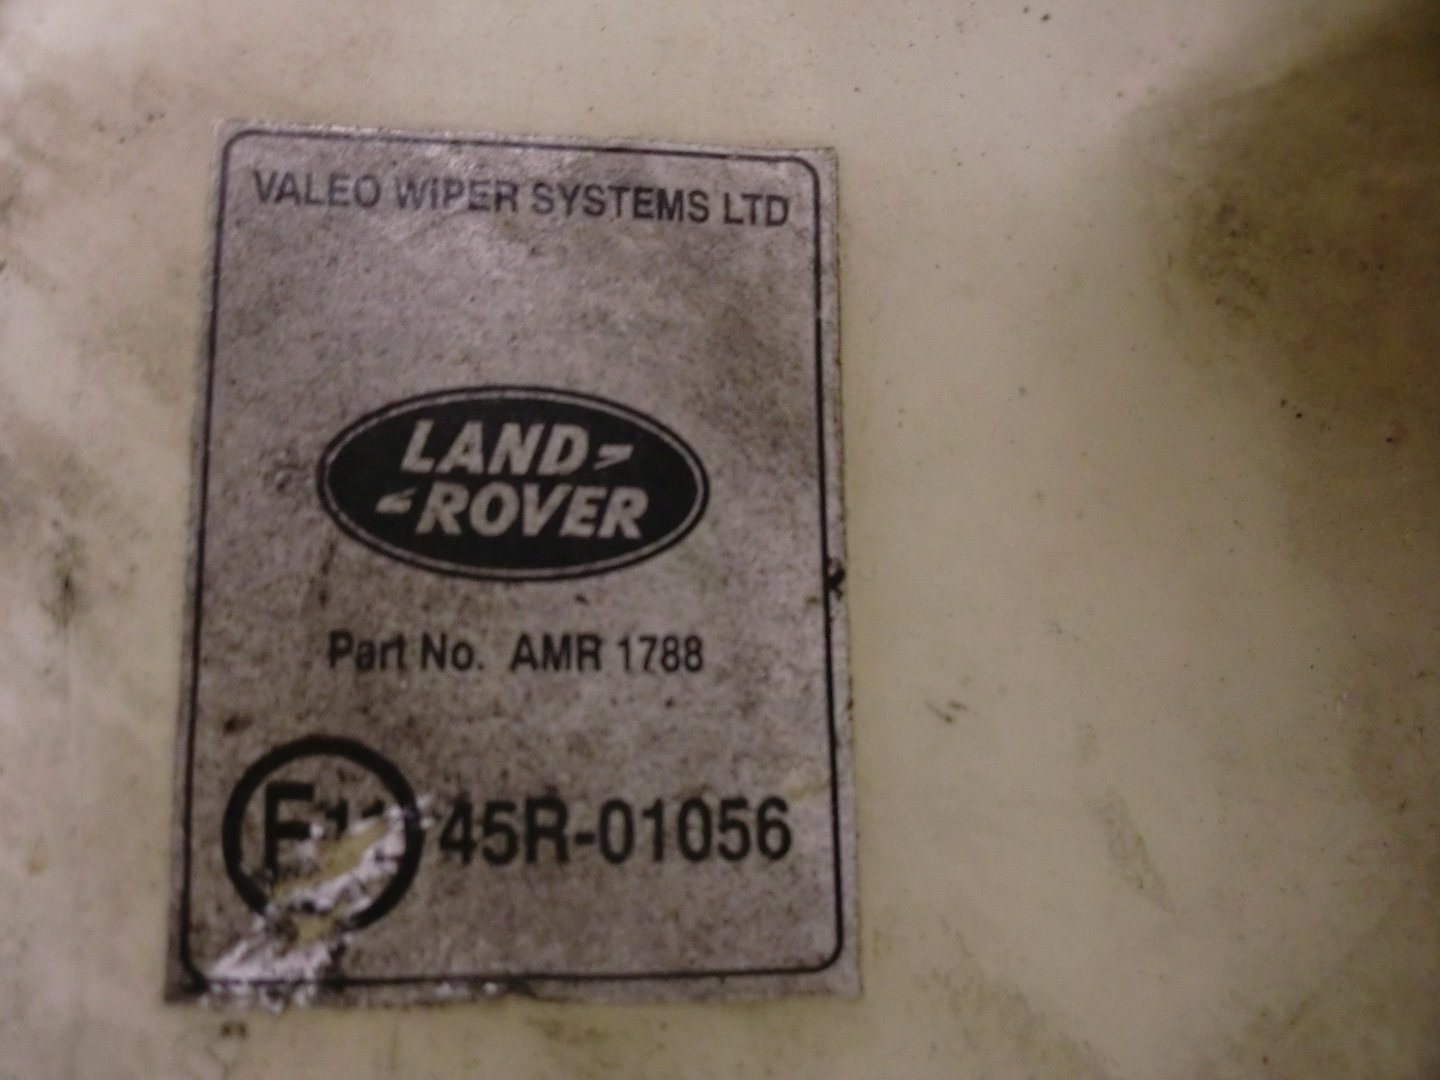 VALEO WIPER SYSTEMS LTD
LAND
ROVER
Part No. AMR 1788
45R-01056